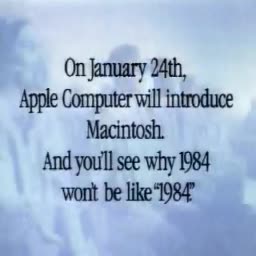 On January 24th,
Apple Computer will introduce
Macintosh.
And you'll see why 1984
won't be like “1984.”